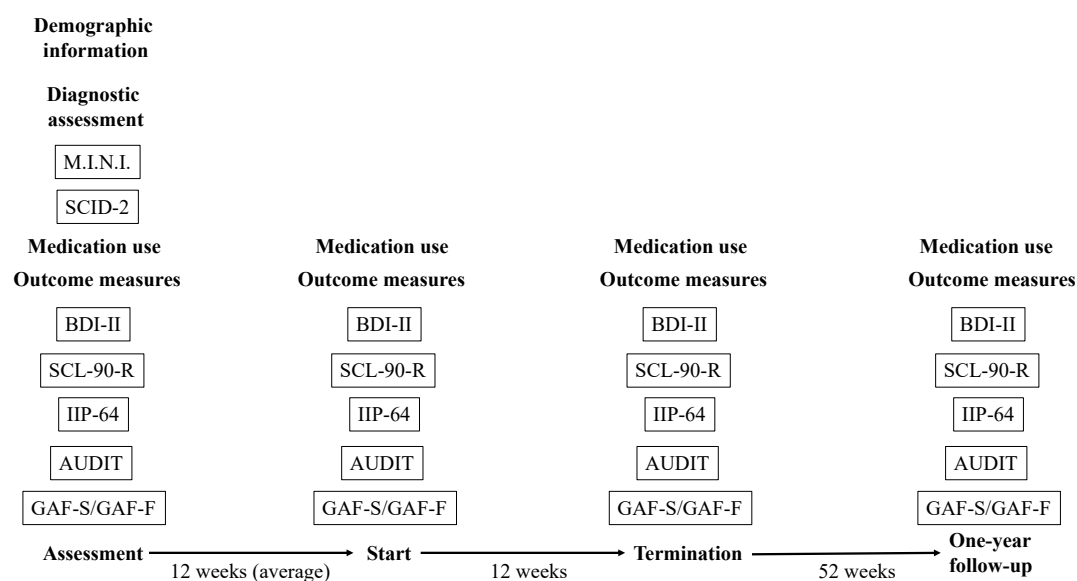 Demographic
information
Diagnostic
assessment
M.I.N.I.
SCID-2
Medication use
Outcome measures
BDI-II
SCL-90-R
IIP-64
AUDIT
GAF-S/GAF-F
Assessment
12 weeks (average)
Medication use
Outcome measures
BDI-II
SCL-90-R
IIP-64
AUDIT
GAF-S/GAF-F
Start
12 weeks
Medication use
Outcome measures
BDI-II
SCL-90-R
IIP-64
AUDIT
GAF-S/GAF-F
Termination
52 weeks
Medication use
Outcome measures
BDI-II
SCL-90-R
IIP-64
AUDIT
GAF-S/GAF-F
One-year
follow-up